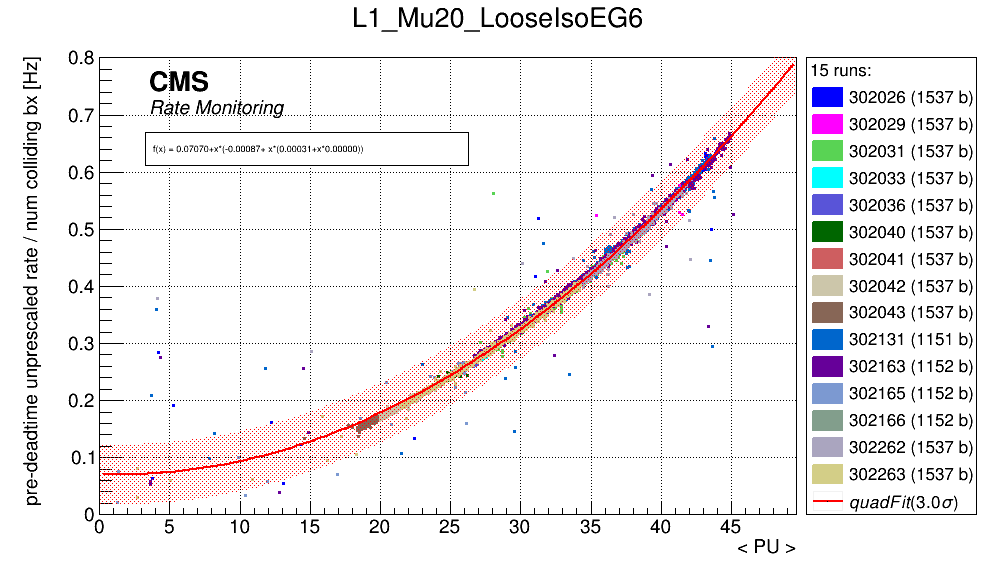 L1_Mu20_LooseIsoEG6
pre-deadtime unprescaled rate / num colliding bx [Hz]
CMS
Rate Monitoring
f(x) = 0.07070+x*(-0.00087+ x*(0.00031+x*0.00000))
0.8
0.7
0.6
0.5
0.4
0.3
0.2
0.1
0
0 5 10 15 20 25 30 35 40 45
< PU >
15 runs:
302026 (1537 b)
302029 (1537 b)
302031 (1537 b)
302033 (1537 b)
302036 (1537 b)
302040 (1537 b)
302041 (1537 b)
302042 (1537 b)
302043 (1537 b)
302131 (1151 b)
302163 (1152 b)
302165 (1152 b)
302166 (1152 b)
302262 (1537 b)
302263 (1537 b)
quadFit(3.0σ)